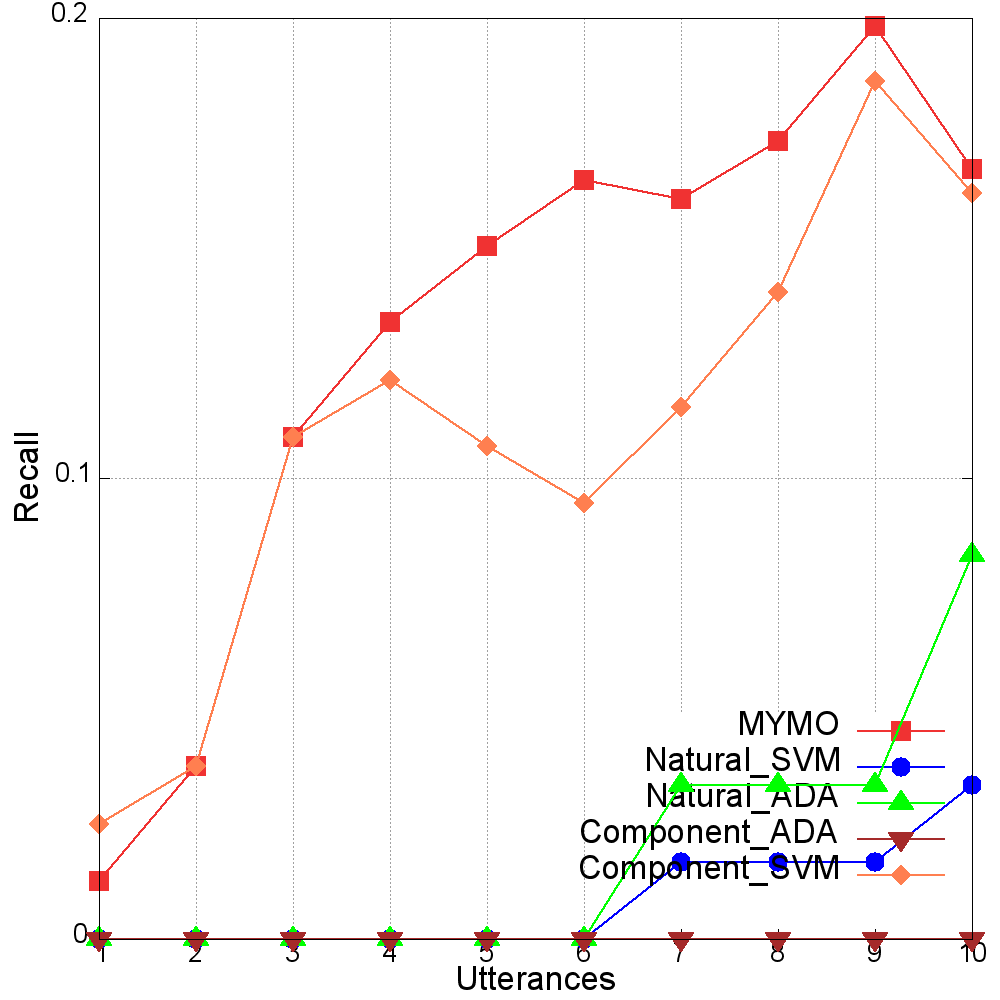 0.2
Recall
0.1
MYMO
Natural_SVM
Natural_ADA
Component_ADA
Component_SVM
0
1 2 3 4 5 6 7 8 9 10
Utterances